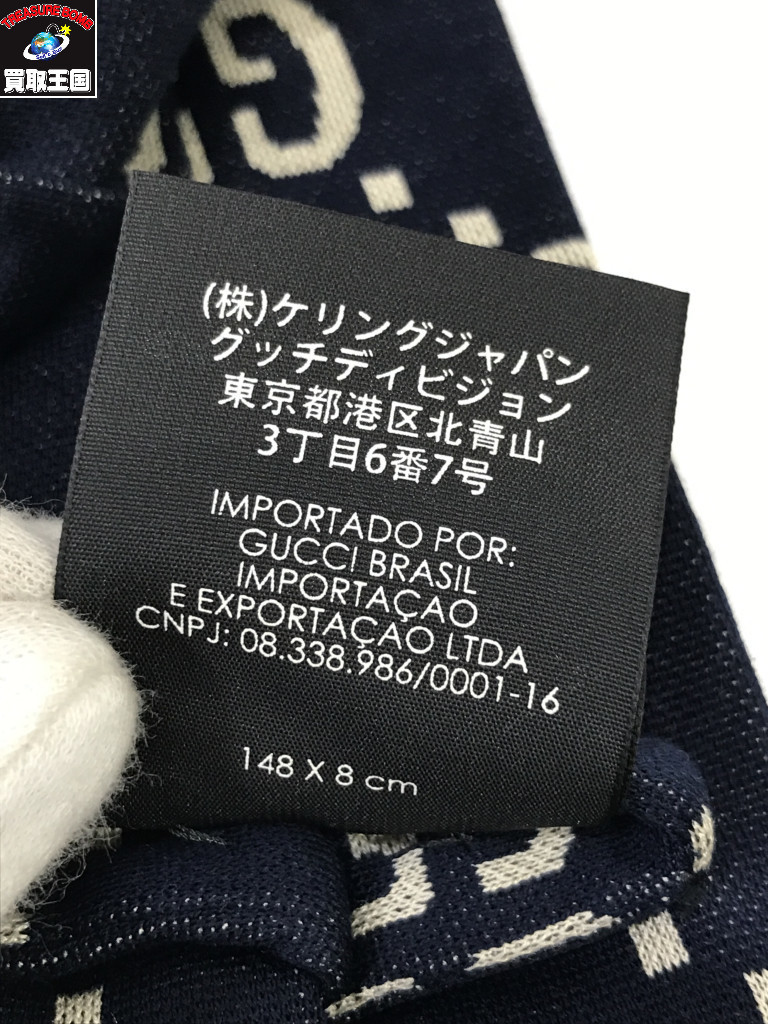 TREASURE BOMB
買取王国
(株)ケリングジャパン
グッチディビジョン
東京都港区北青山
3丁目6番7号
IMPORTADO POR:
GUCCI BRASIL
IMPORTAÇAO
E EXPORTAÇAO LTDA
CNPJ: 08.338.986/0001-16
148 X 8 cm